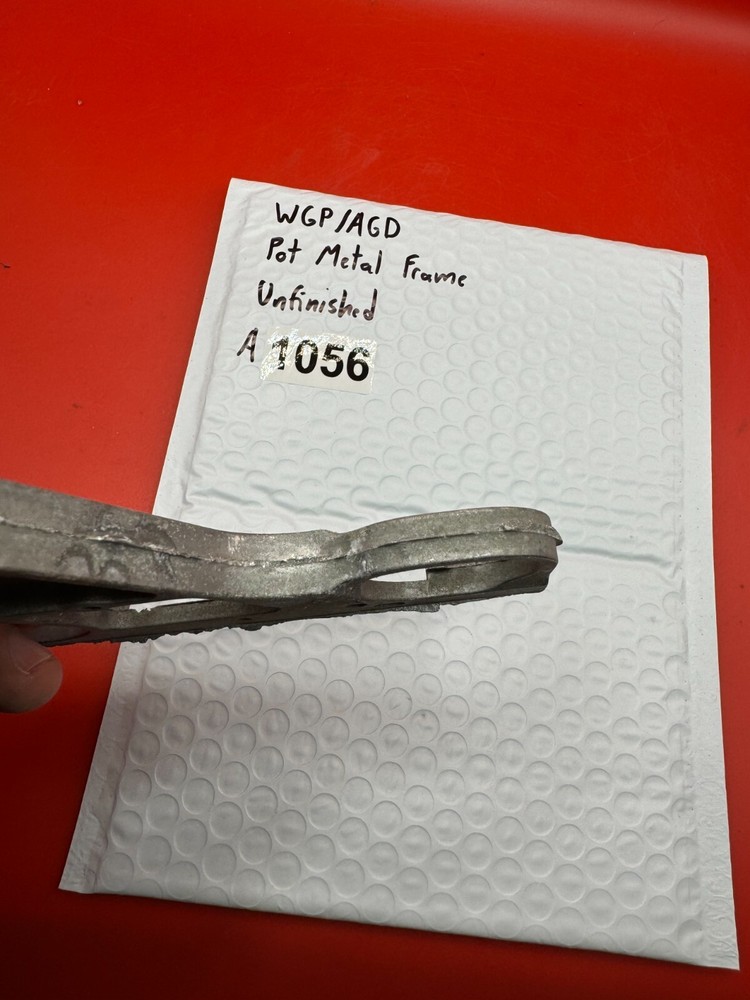 WGP/AGD
Pot Metal Frame
Unfinished
A 1056